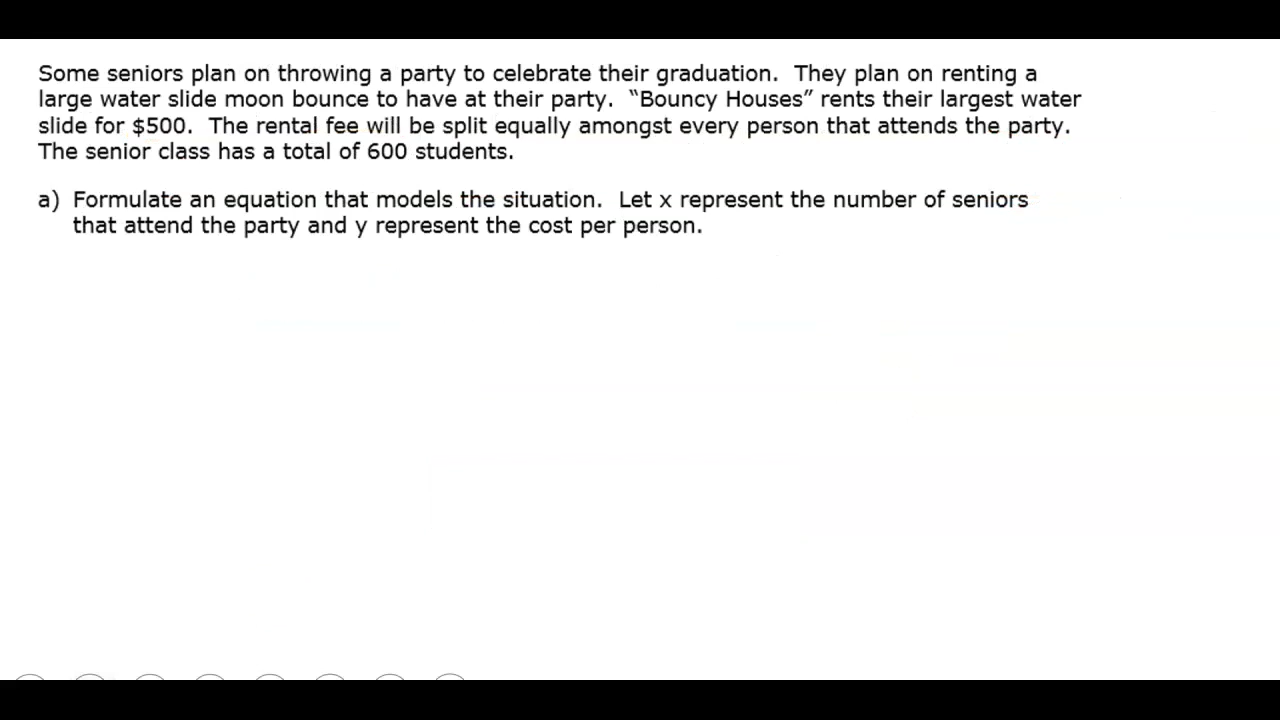 Some seniors plan on throwing a party to celebrate their graduation.  They plan on renting a
large water slide moon bounce to have at their party.  “Bouncy Houses” rents their largest water
slide for $500.  The rental fee will be split equally amongst every person that attends the party.
The senior class has a total of 600 students.
a)  Formulate an equation that models the situation.  Let x represent the number of seniors
that attend the party and y represent the cost per person.